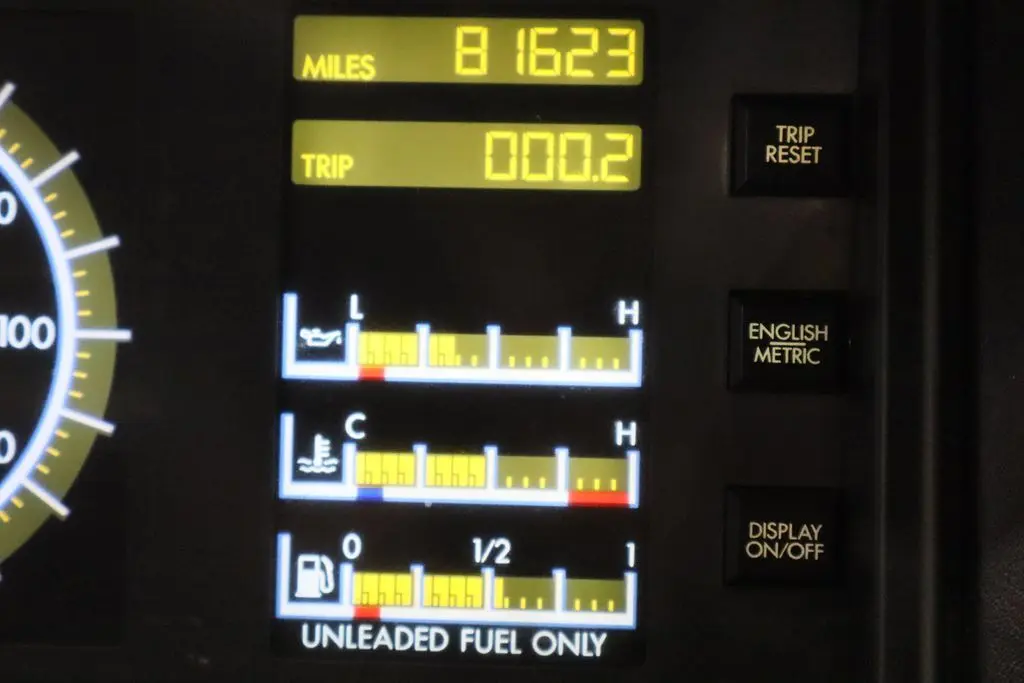 MILES 81623
TRIP 000.2
TRIP
RESET
100
L H
ENGLISH
METRIC
C H
0 1/2 1
DISPLAY
ON/OFF
UNLEADED FUEL ONLY